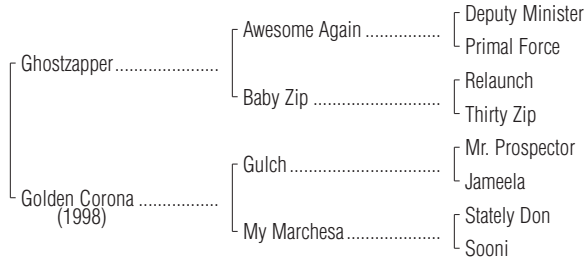 Deputy Minister
Awesome Again ................
Primal Force
Ghostzapper......................
Relaunch
Baby Zip ...........................
Thirty Zip
Mr. Prospector
Gulch................................
Jameela
Golden Corona .................
(1998)
Stately Don
My Marchesa....................
Sooni